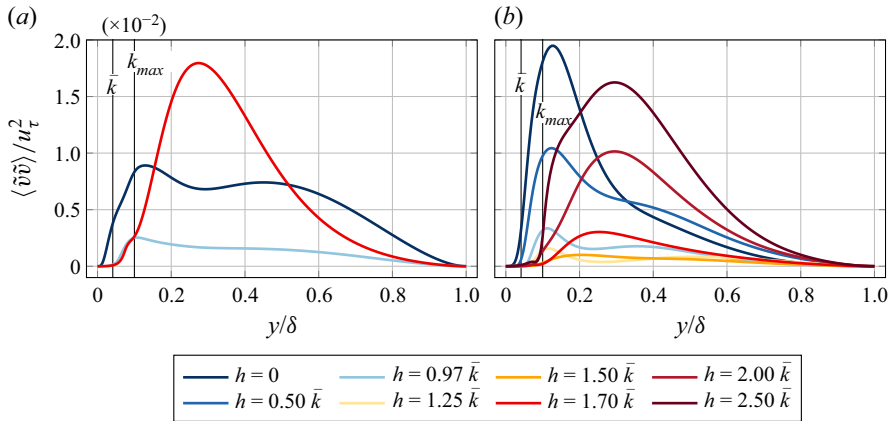 (a)
(×10⁻²)
(b)
2.0
1.5
1.0
0.5
0
⟨ṽṽ⟩/u_τ²
k̄
k_max
k̄
k_max
0 0.2 0.4 0.6 0.8 1.0
0 0.2 0.4 0.6 0.8 1.0
y/δ
y/δ
h = 0
h = 0.97 k̄
h = 1.50 k̄
h = 2.00 k̄
h = 0.50 k̄
h = 1.25 k̄
h = 1.70 k̄
h = 2.50 k̄